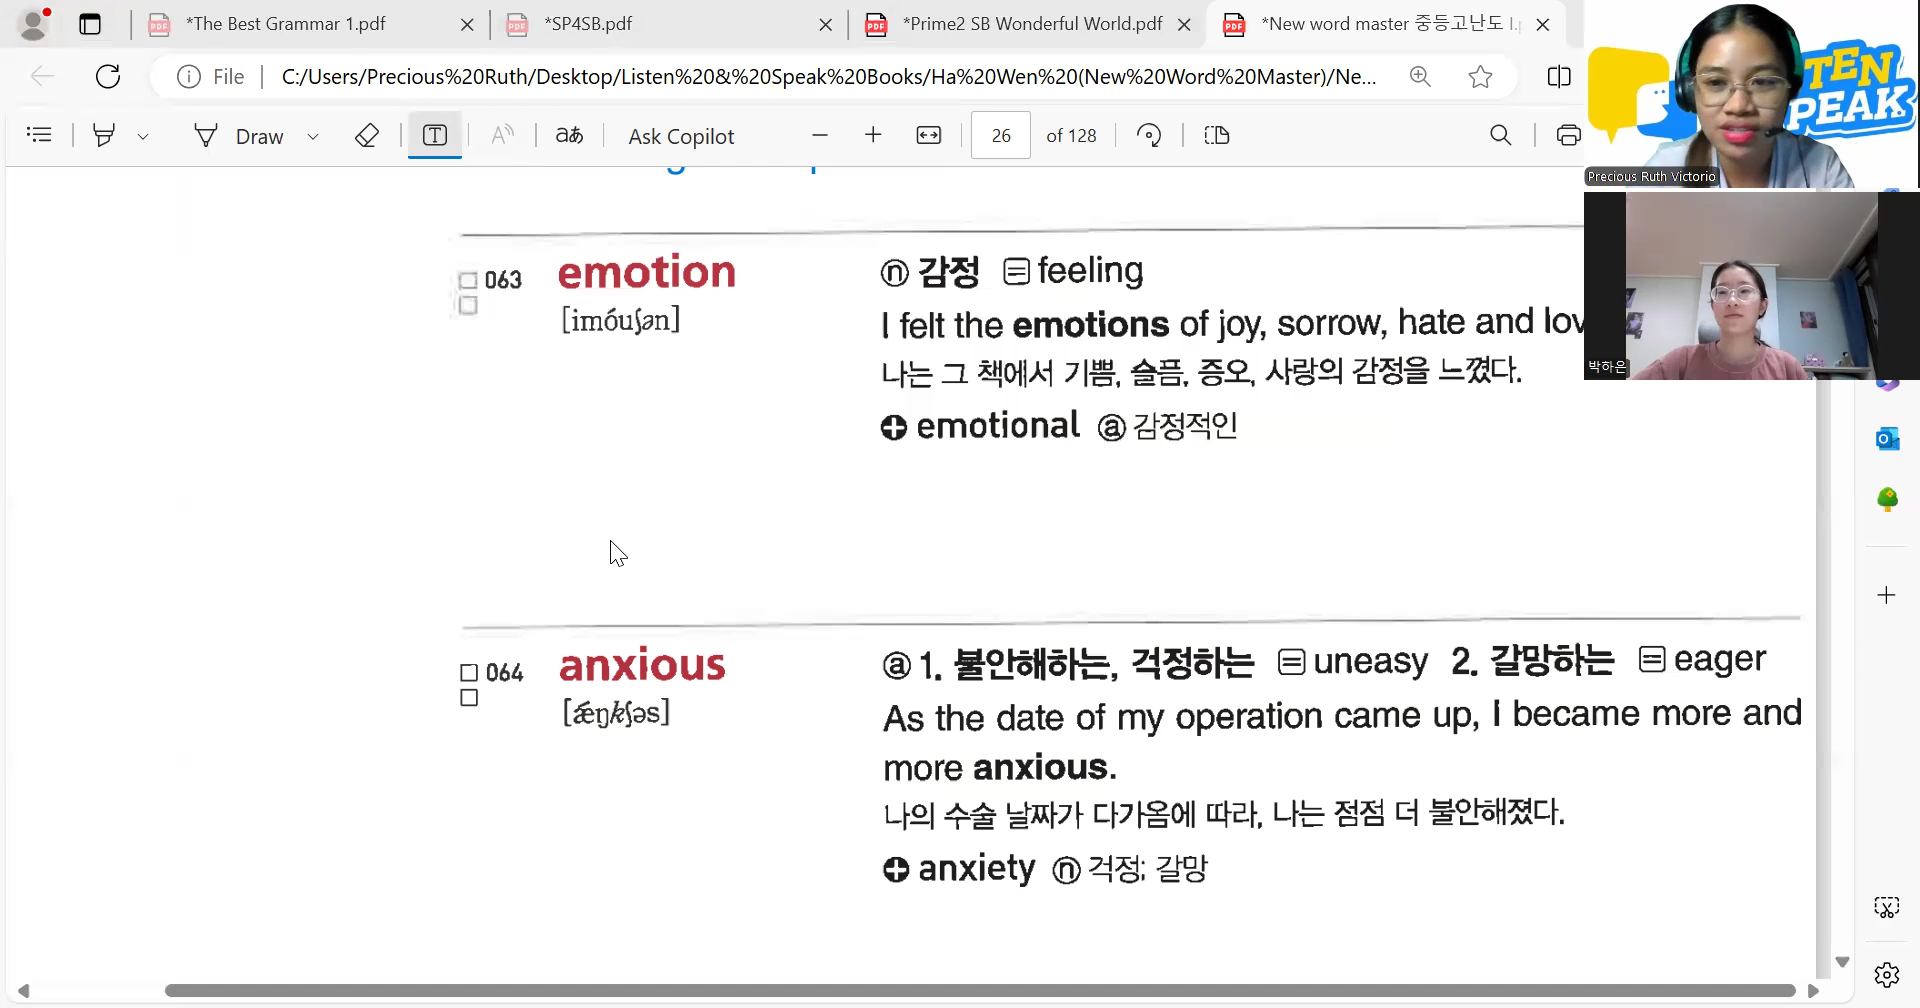 *The Best Grammar 1.pdf
*SP4SB.pdf
*Prime2 SB Wonderful World.pdf
*New word master 중등고난도 I.
TEN
PEAK
File
C:/Users/Precious%20Ruth/Desktop/Listen%20&%20Speak%20Books/Ha%20Wen%20(New%20Word%20Master)/Ne...
Draw
aあ
Ask Copilot
26 of 128
Precious Ruth Victorio
박하은
063 emotion ⓝ 감정 feeling
[imóuʃən]
I felt the emotions of joy, sorrow, hate and lov
나는 그 책에서 기쁨, 슬픔, 증오, 사랑의 감정을 느꼈다.
emotional ⓐ 감정적인
064 anxious ⓐ 1. 불안해하는, 걱정하는 uneasy 2. 갈망하는 eager
[ǽŋkʃəs]
As the date of my operation came up, I became more and
more anxious.
나의 수술 날짜가 다가옴에 따라, 나는 점점 더 불안해졌다.
anxiety ⓝ 걱정; 갈망